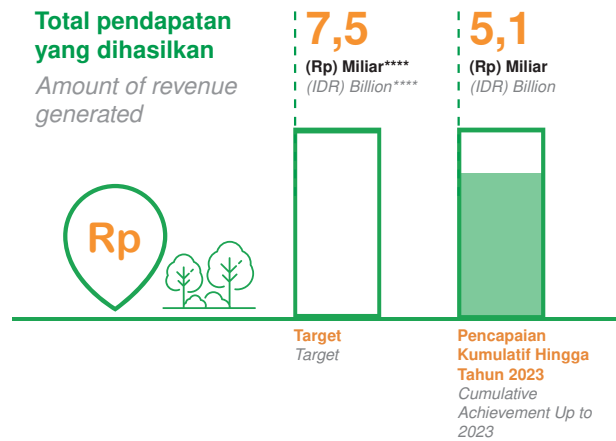 Total pendapatan
yang dihasilkan
Amount of revenue
generated
7,5
(Rp) Miliar****
(IDR) Billion****
5,1
(Rp) Miliar
(IDR) Billion
Rp
Target
Target
Pencapaian
Kumulatif Hingga
Tahun 2023
Cumulative
Achievement Up to
2023